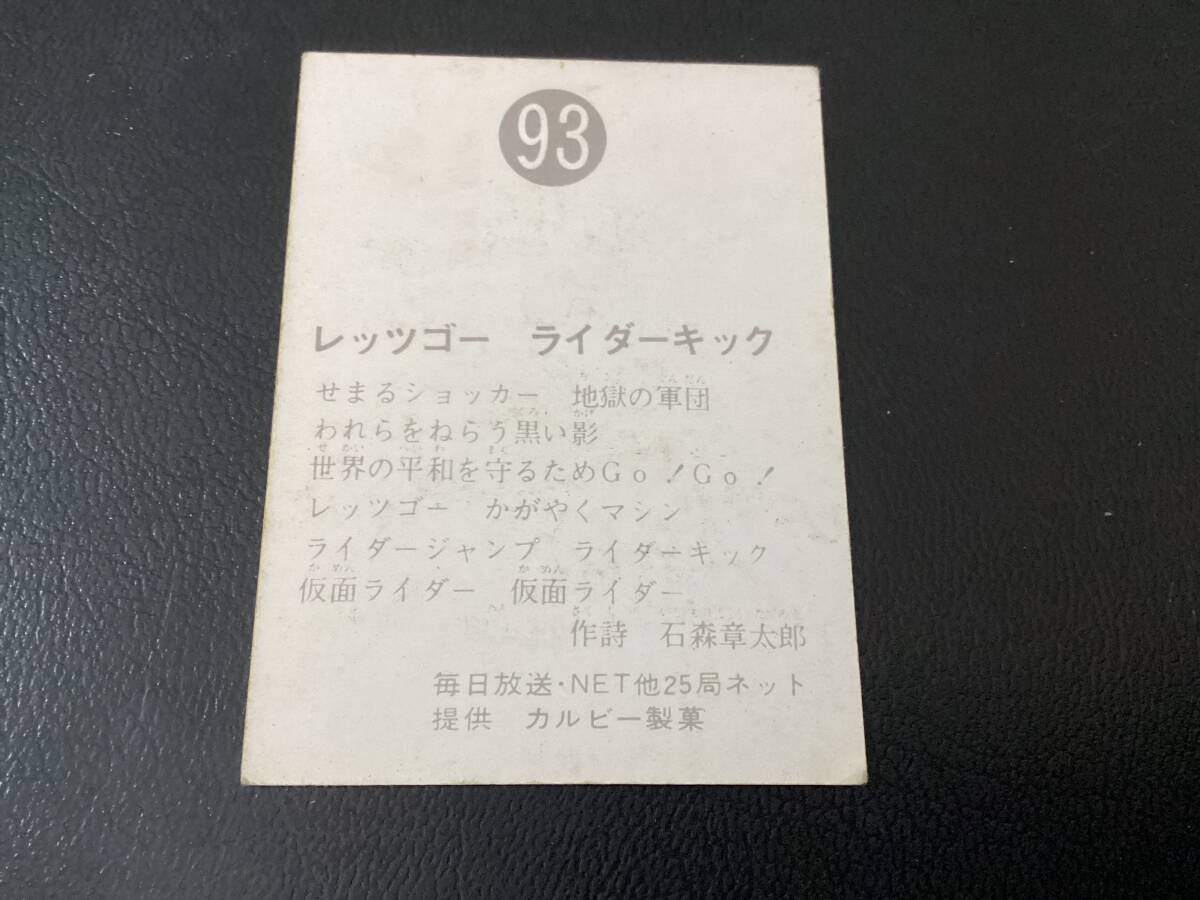 93
レッツゴー　ライダーキック
せまるショッカー　地獄の軍団
われらをねらう黒い影
世界の平和を守るためGo！Go！
レッツゴー　かがやくマシン
ライダージャンプ　ライダーキック
仮面ライダー　仮面ライダー
作詩　石森章太郎
毎日放送・NET他25局ネット
提供　カルビー製菓